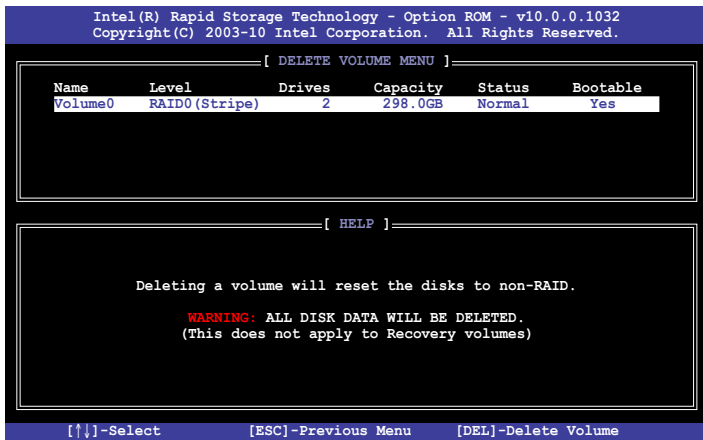 Intel(R) Rapid Storage Technology - Option ROM - v10.0.0.1032
Copyright(C) 2003-10 Intel Corporation. All Rights Reserved.
[ DELETE VOLUME MENU ]
Name Level Drives Capacity Status Bootable
Volume0 RAID0(Stripe) 2 298.0GB Normal Yes
[ HELP ]
Deleting a volume will reset the disks to non-RAID.
WARNING: ALL DISK DATA WILL BE DELETED.
(This does not apply to Recovery volumes)
[↑↓]-Select [ESC]-Previous Menu [DEL]-Delete Volume